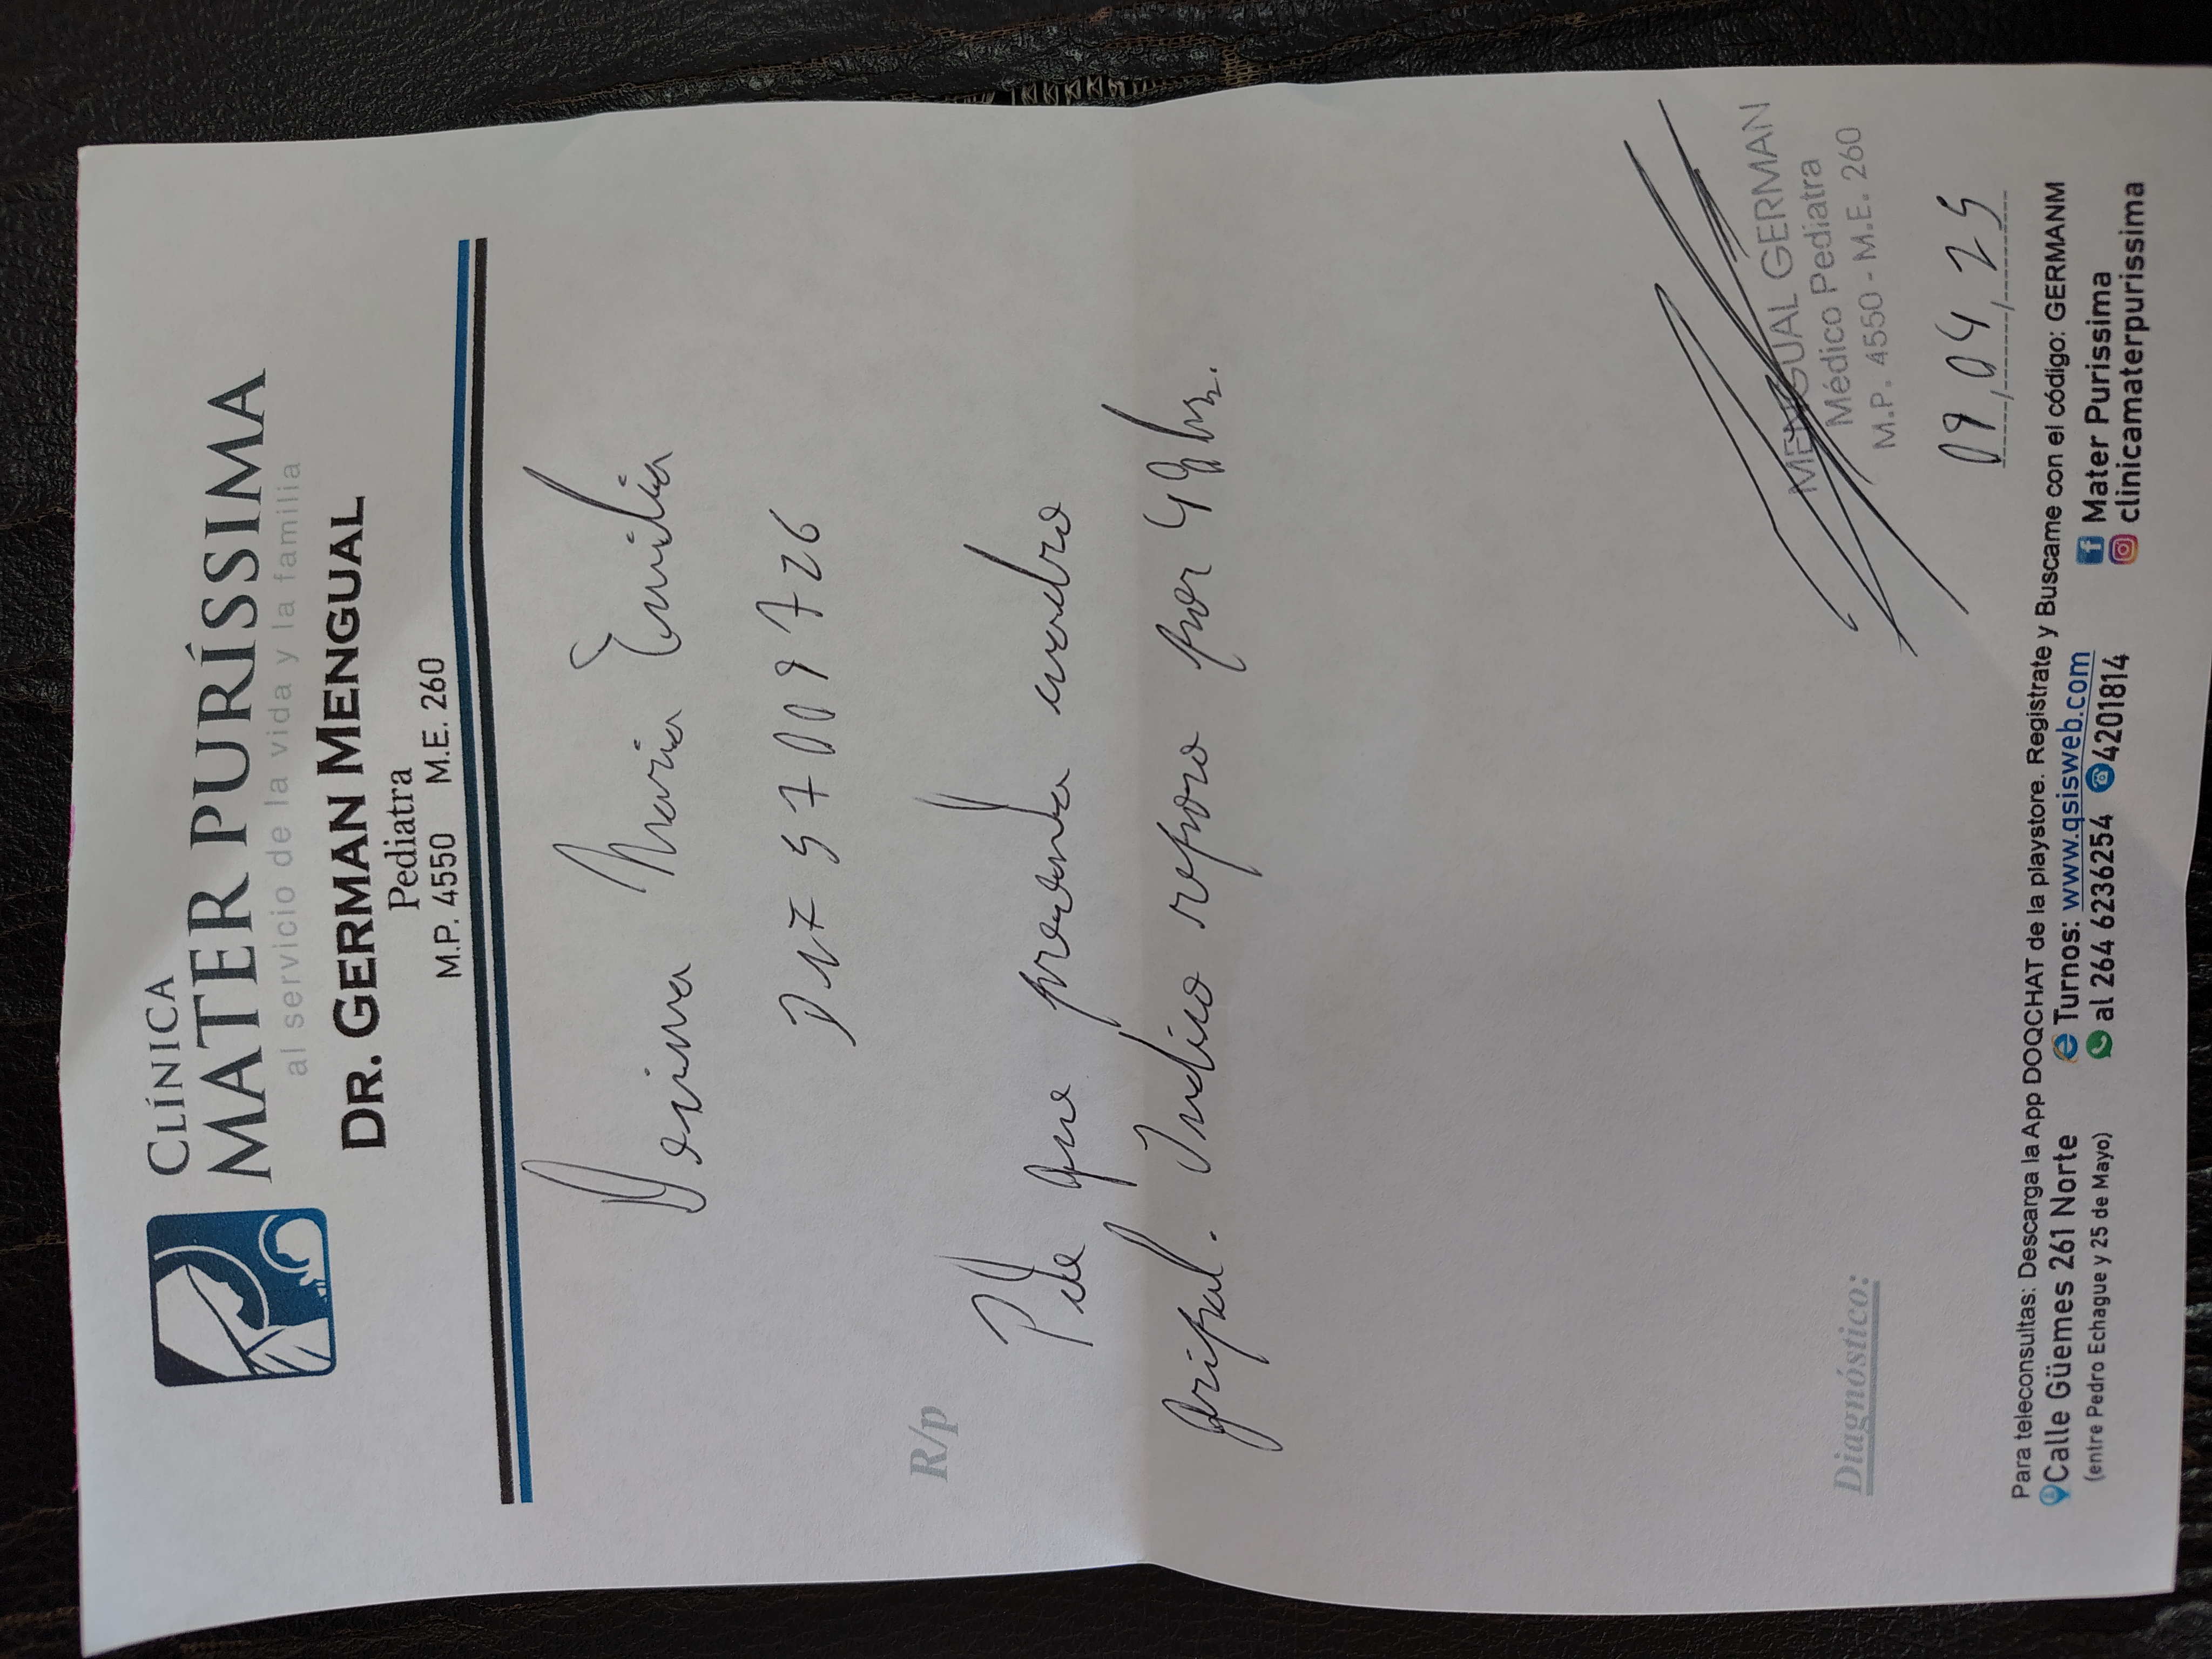 CLÍNICA
MATER PURÍSSIMA
al servicio de la vida y la familia
DR. GERMAN MENGUAL
Pediatra
M.P. 4550 M.E. 260
María Emilia
DNI 57009726
R/p
Pte que presenta cuadro
gripal. Indico reposo por 48hs.
MENGUAL GERMAN
Médico Pediatra
M.P. 4550 - M.E. 260
Diagnóstico:
09,04,25
Para teleconsultas: Descarga la App DOQCHAT de la playstore. Registrate y Buscame con el código: GERMANM
Calle Güemes 261 Norte Turnos: www.qsisweb.com Mater Purissima
(entre Pedro Echague y 25 de Mayo) al 264 6236254 4201814 clinicamaterpurissima